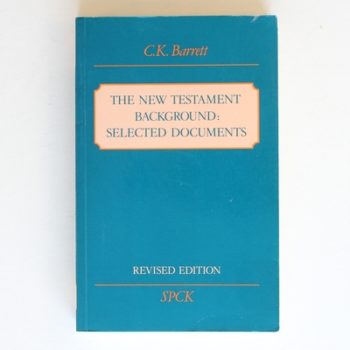 C.K. Barrett
THE NEW TESTAMENT
BACKGROUND:
SELECTED DOCUMENTS
REVISED EDITION
SPCK